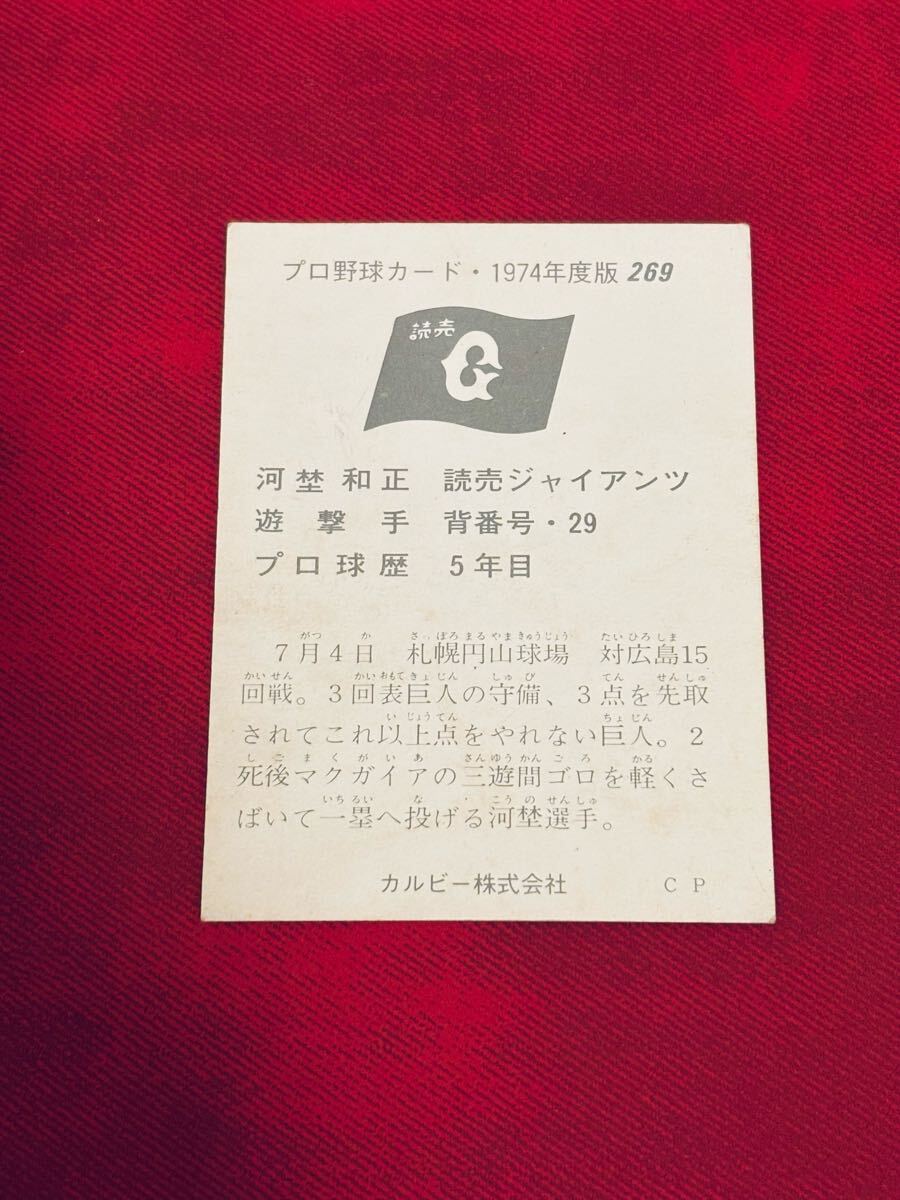 プロ野球カード・1974年度版 269
読売
G
河埜和正 読売ジャイアンツ
遊撃手 背番号・29
プロ球歴 5年目
7月4日 札幌円山球場 対広島15
回戦。3回表巨人の守備、3点を先取
されてこれ以上点をやれない巨人。2
死後マクガイアの三遊間ゴロを軽くさ
ばいて一塁へ投げる河埜選手。
カルビー株式会社 CP